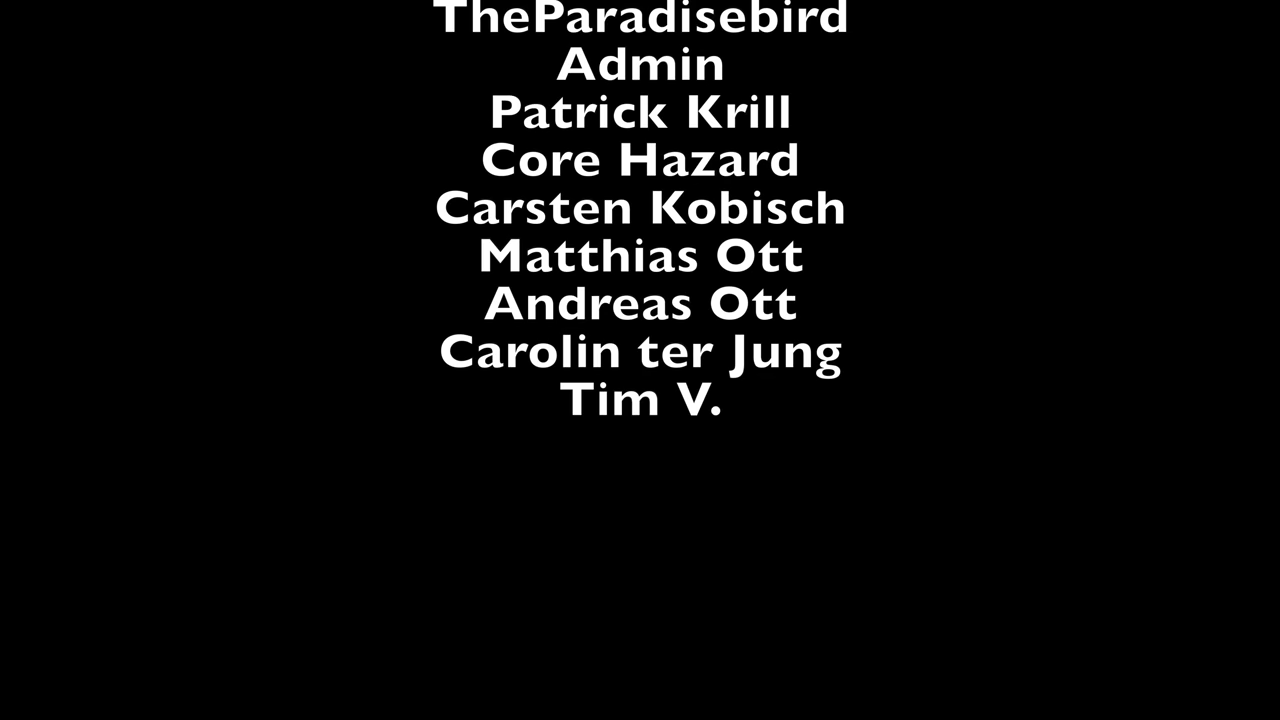 TheParadisebird
Admin
Patrick Krill
Core Hazard
Carsten Kobisch
Matthias Ott
Andreas Ott
Carolin ter Jung
Tim V.